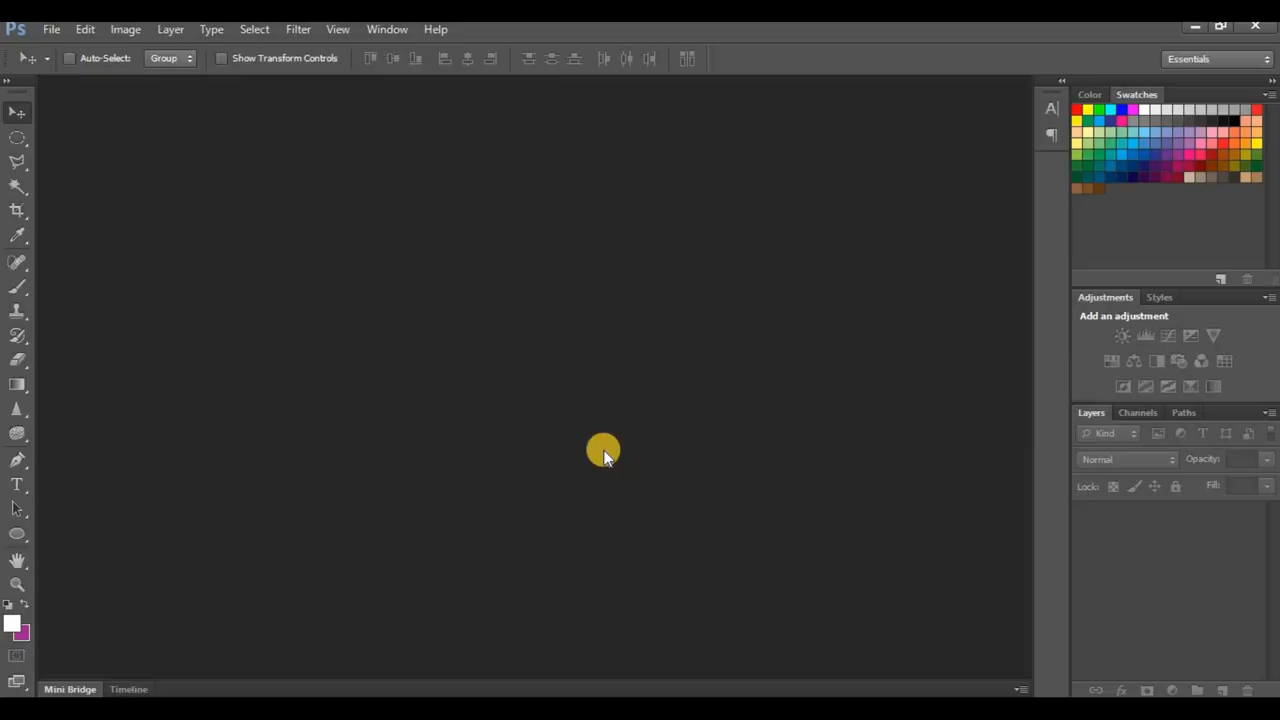 Ps File Edit Image Layer Type Select Filter View Window Help
Auto-Select: Group Show Transform Controls Essentials
Color Swatches
Adjustments Styles
Add an adjustment
Layers Channels Paths
Kind
Normal Opacity:
Lock: Fill:
Mini Bridge Timeline